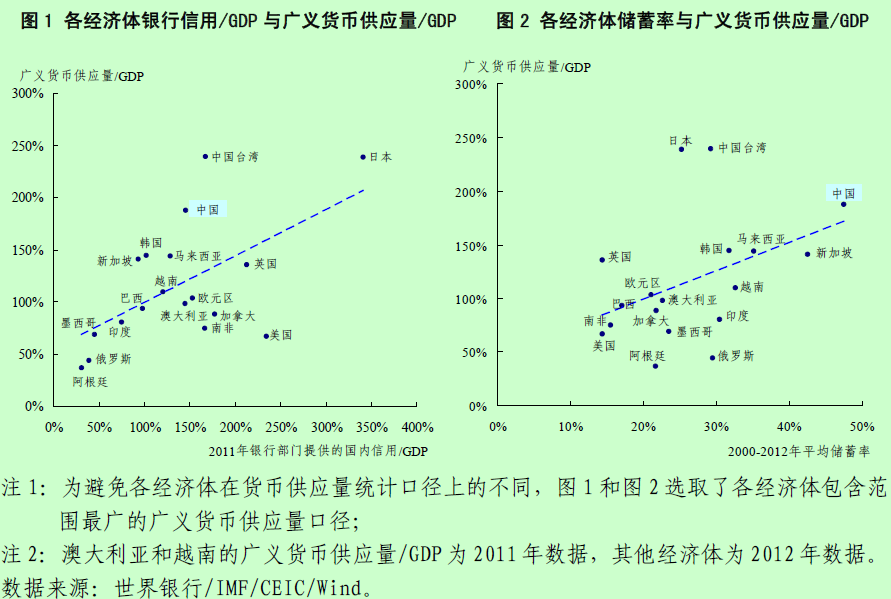 图 1  各经济体银行信用/GDP 与广义货币供应量/GDP
广义货币供应量/GDP
300%
250%
200%
150%
100%
50%
0%
中国台湾
日本
中国
韩国
新加坡
马来西亚
英国
越南
巴西
欧元区
墨西哥
印度
澳大利亚
加拿大
南非
美国
俄罗斯
阿根廷
0%  50%  100%  150%  200%  250%  300%  350%  400%
2011年银行部门提供的国内信用/GDP
图 2  各经济体储蓄率与广义货币供应量/GDP
广义货币供应量/GDP
300%
250%
200%
150%
100%
50%
0%
日本
中国台湾
中国
马来西亚
韩国
新加坡
英国
欧元区
越南
巴西
澳大利亚
南非
加拿大
印度
墨西哥
美国
阿根廷
俄罗斯
0%  10%  20%  30%  40%  50%
2000-2012年平均储蓄率
注 1：为避免各经济体在货币供应量统计口径上的不同，图 1 和图 2 选取了各经济体包含范
围最广的广义货币供应量口径；
注 2：澳大利亚和越南的广义货币供应量/GDP 为 2011 年数据，其他经济体为 2012 年数据。
数据来源：世界银行/IMF/CEIC/Wind。